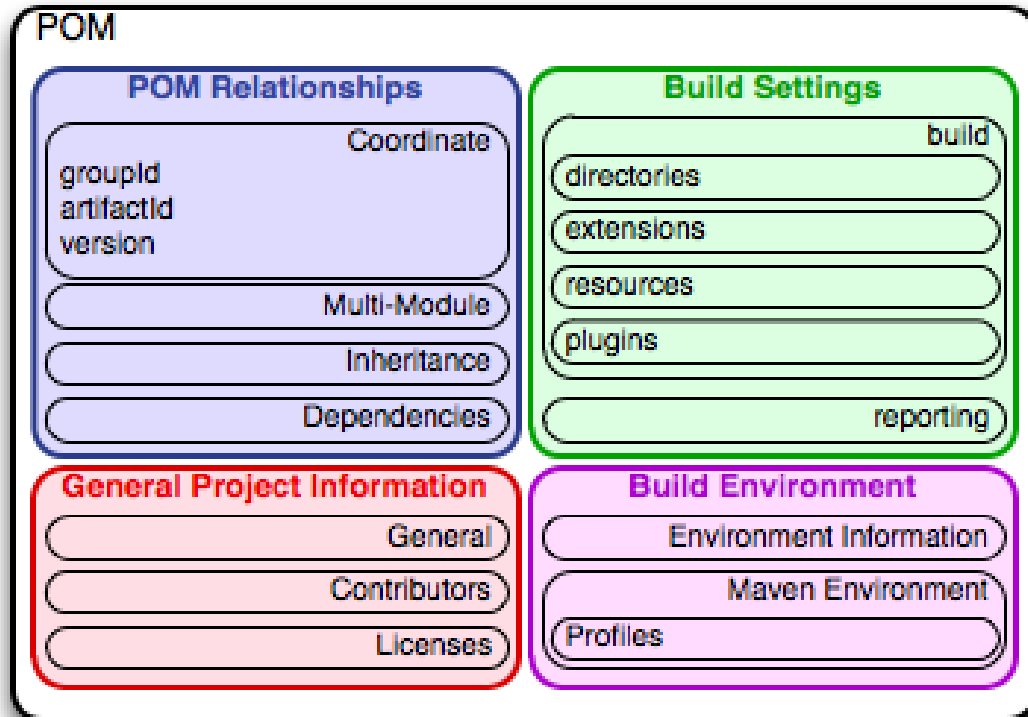 POM
POM Relationships
Coordinate
groupId
artifactId
version
Multi-Module
Inheritance
Dependencies
Build Settings
build
directories
extensions
resources
plugins
reporting
General Project Information
General
Contributors
Licenses
Build Environment
Environment Information
Maven Environment
Profiles